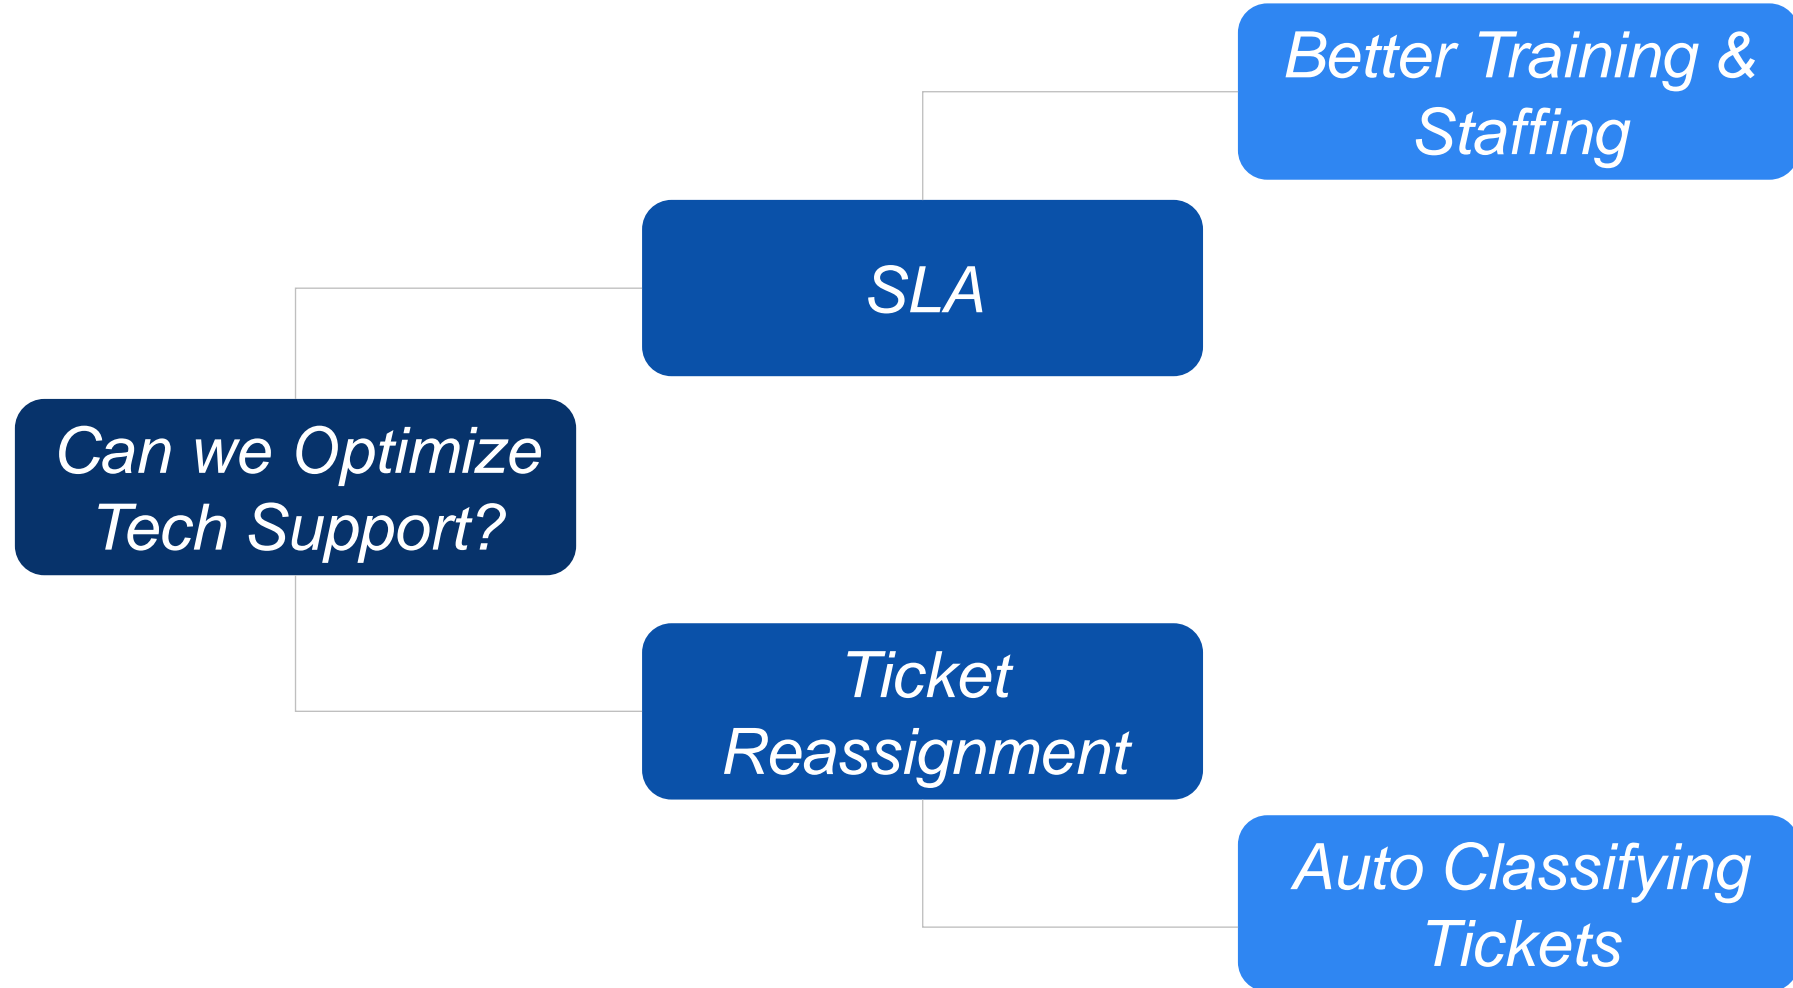 Better Training &
Staffing
SLA
Can we Optimize
Tech Support?
Ticket
Reassignment
Auto Classifying
Tickets